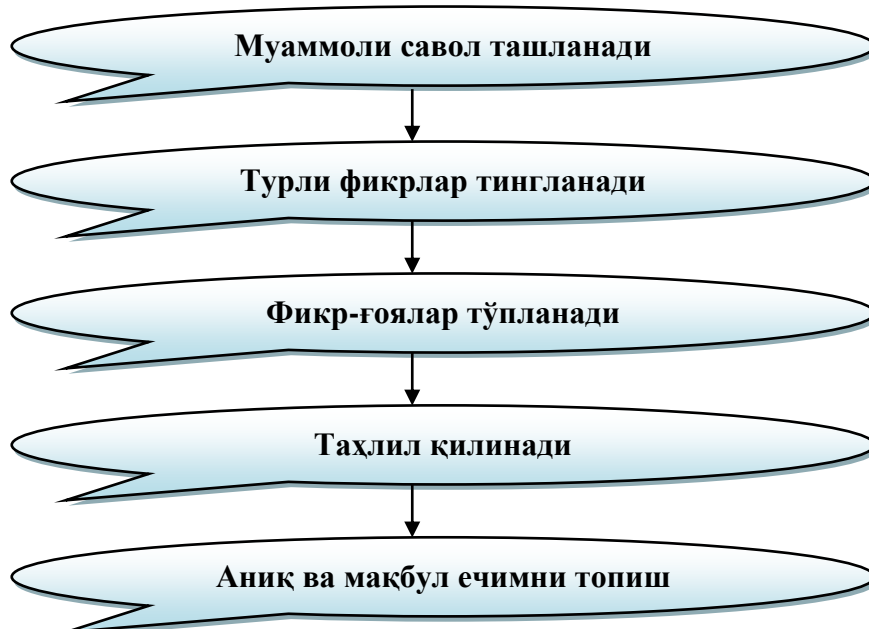 Муаммоли савол ташланади
Турли фикрлар тингланади
Фикр-ғоялар тўпланади
Таҳлил қилинади
Аниқ ва мақбул ечимни топиш